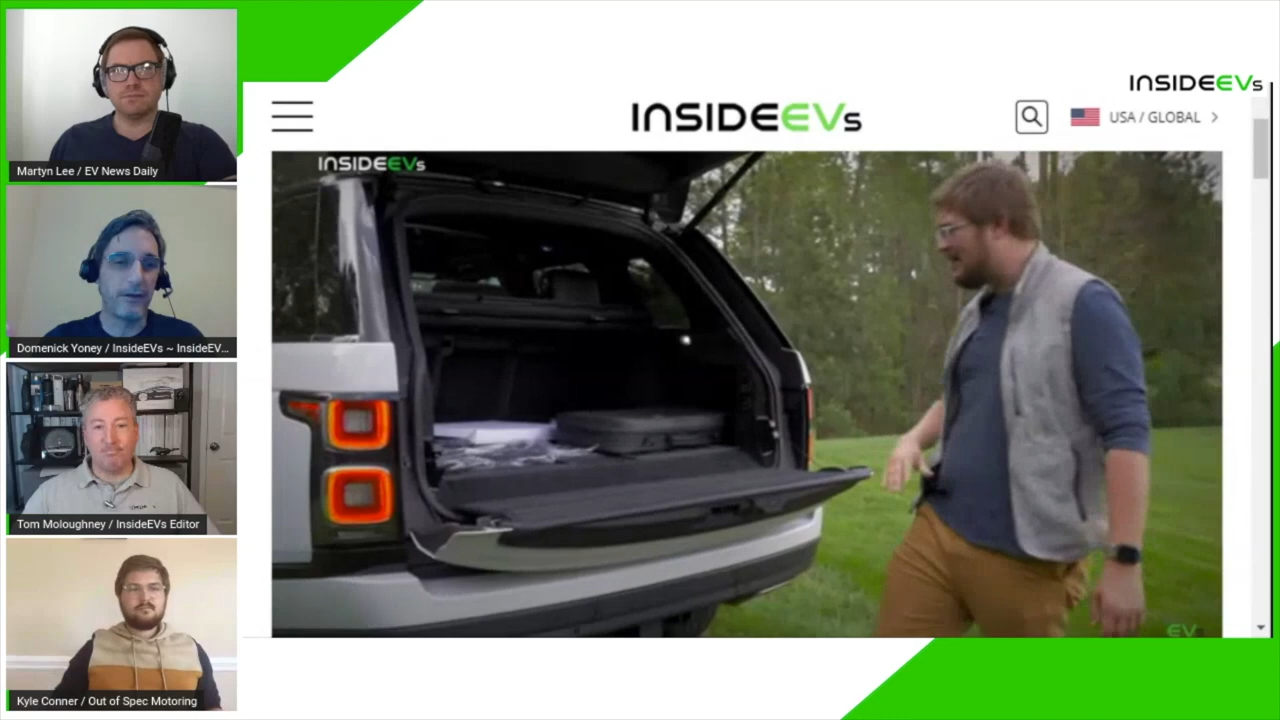 Martyn Lee / EV News Daily
Domenick Yoney / InsideEVs ~ InsideEV...
Tom Moloughney / InsideEVs Editor
Kyle Conner / Out of Spec Motoring
INSIDEEVs
INSIDEEVs
USA / GLOBAL
INSIDEEVs
EV